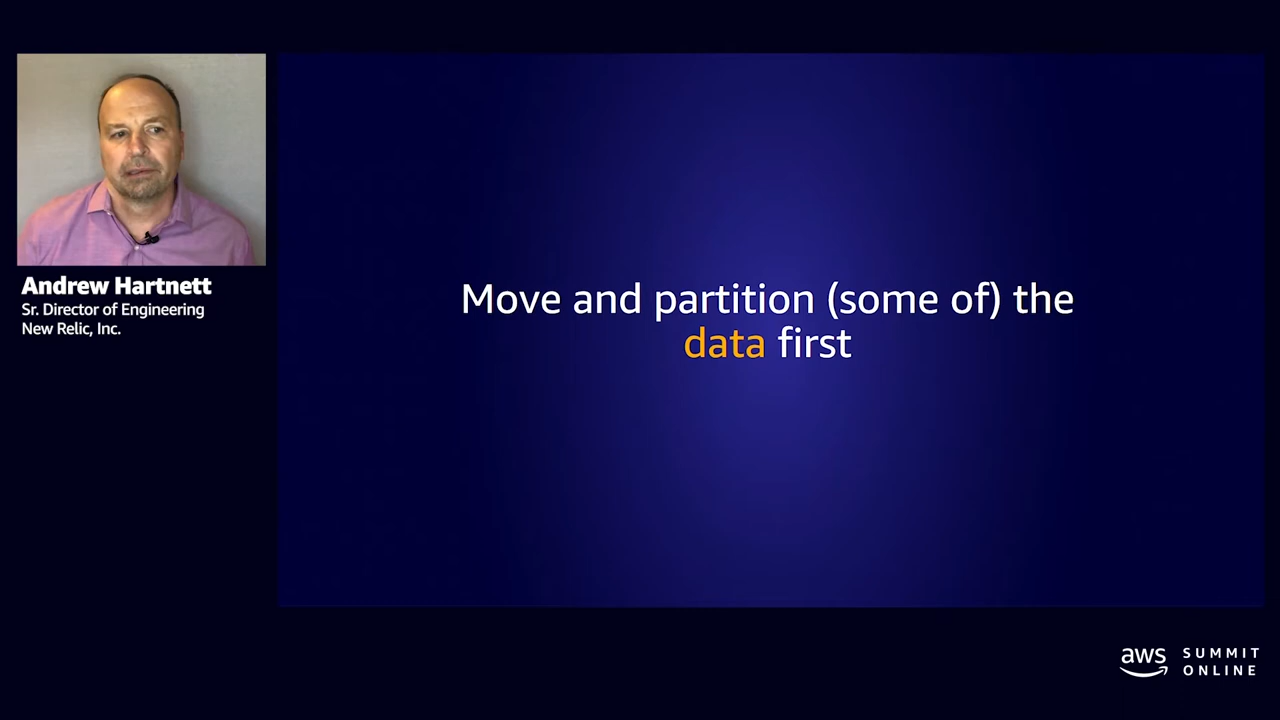 Andrew Hartnett
Sr. Director of Engineering
New Relic, Inc.
Move and partition (some of) the
data first
aws
SUMMIT
ONLINE